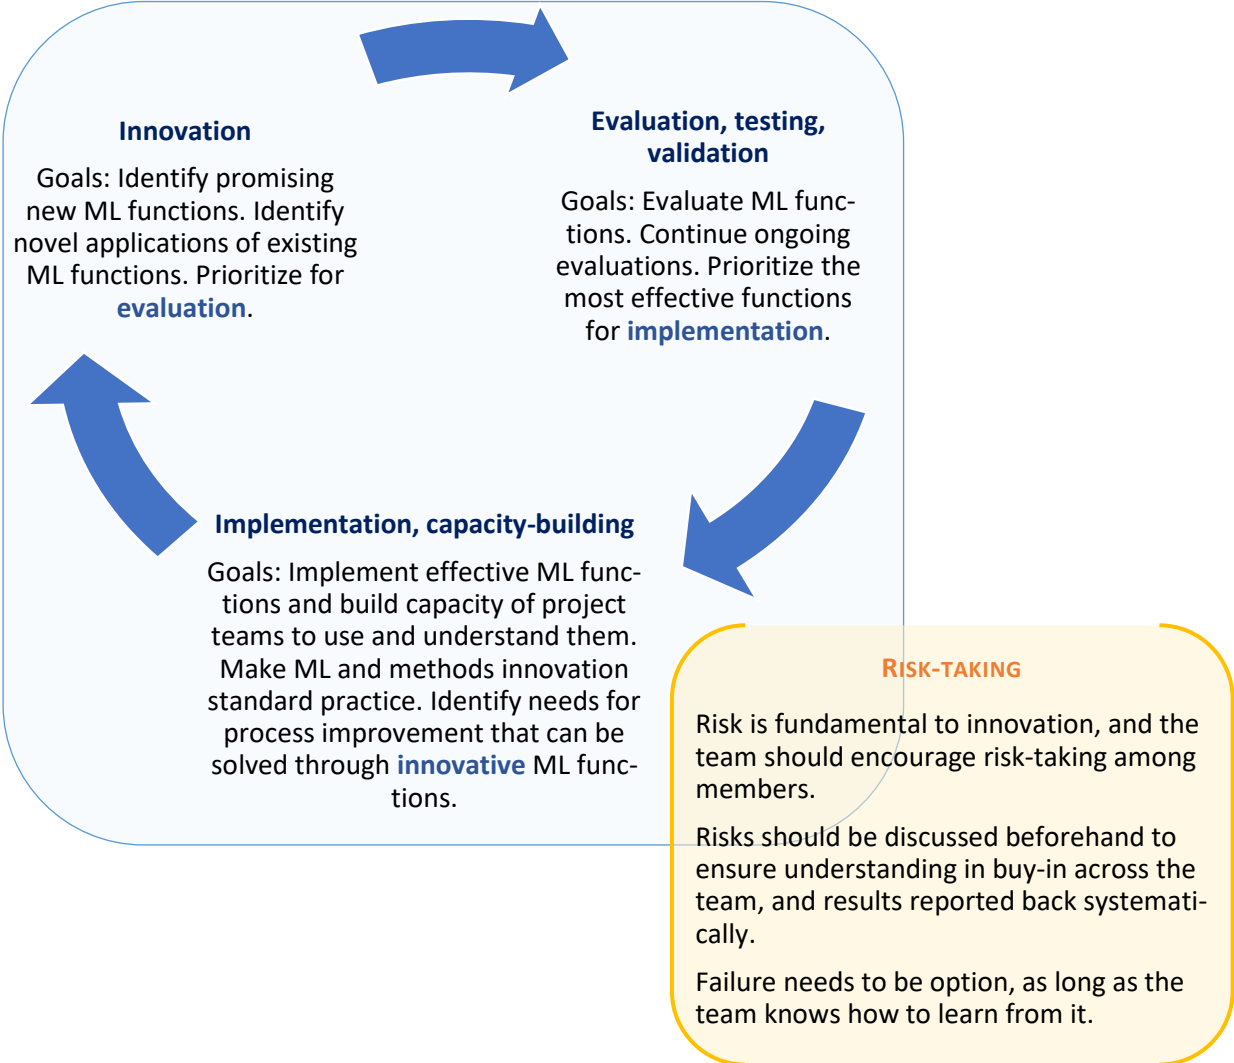 Innovation
Goals: Identify promising
new ML functions. Identify
novel applications of existing
ML functions. Prioritize for
evaluation.
Evaluation, testing,
validation
Goals: Evaluate ML func-
tions. Continue ongoing
evaluations. Prioritize the
most effective functions
for implementation.
Implementation, capacity-building
Goals: Implement effective ML func-
tions and build capacity of project
teams to use and understand them.
Make ML and methods innovation
standard practice. Identify needs for
process improvement that can be
solved through innovative ML func-
tions.
RISK-TAKING
Risk is fundamental to innovation, and the
team should encourage risk-taking among
members.
Risks should be discussed beforehand to
ensure understanding in buy-in across the
team, and results reported back systemati-
cally.
Failure needs to be option, as long as the
team knows how to learn from it.